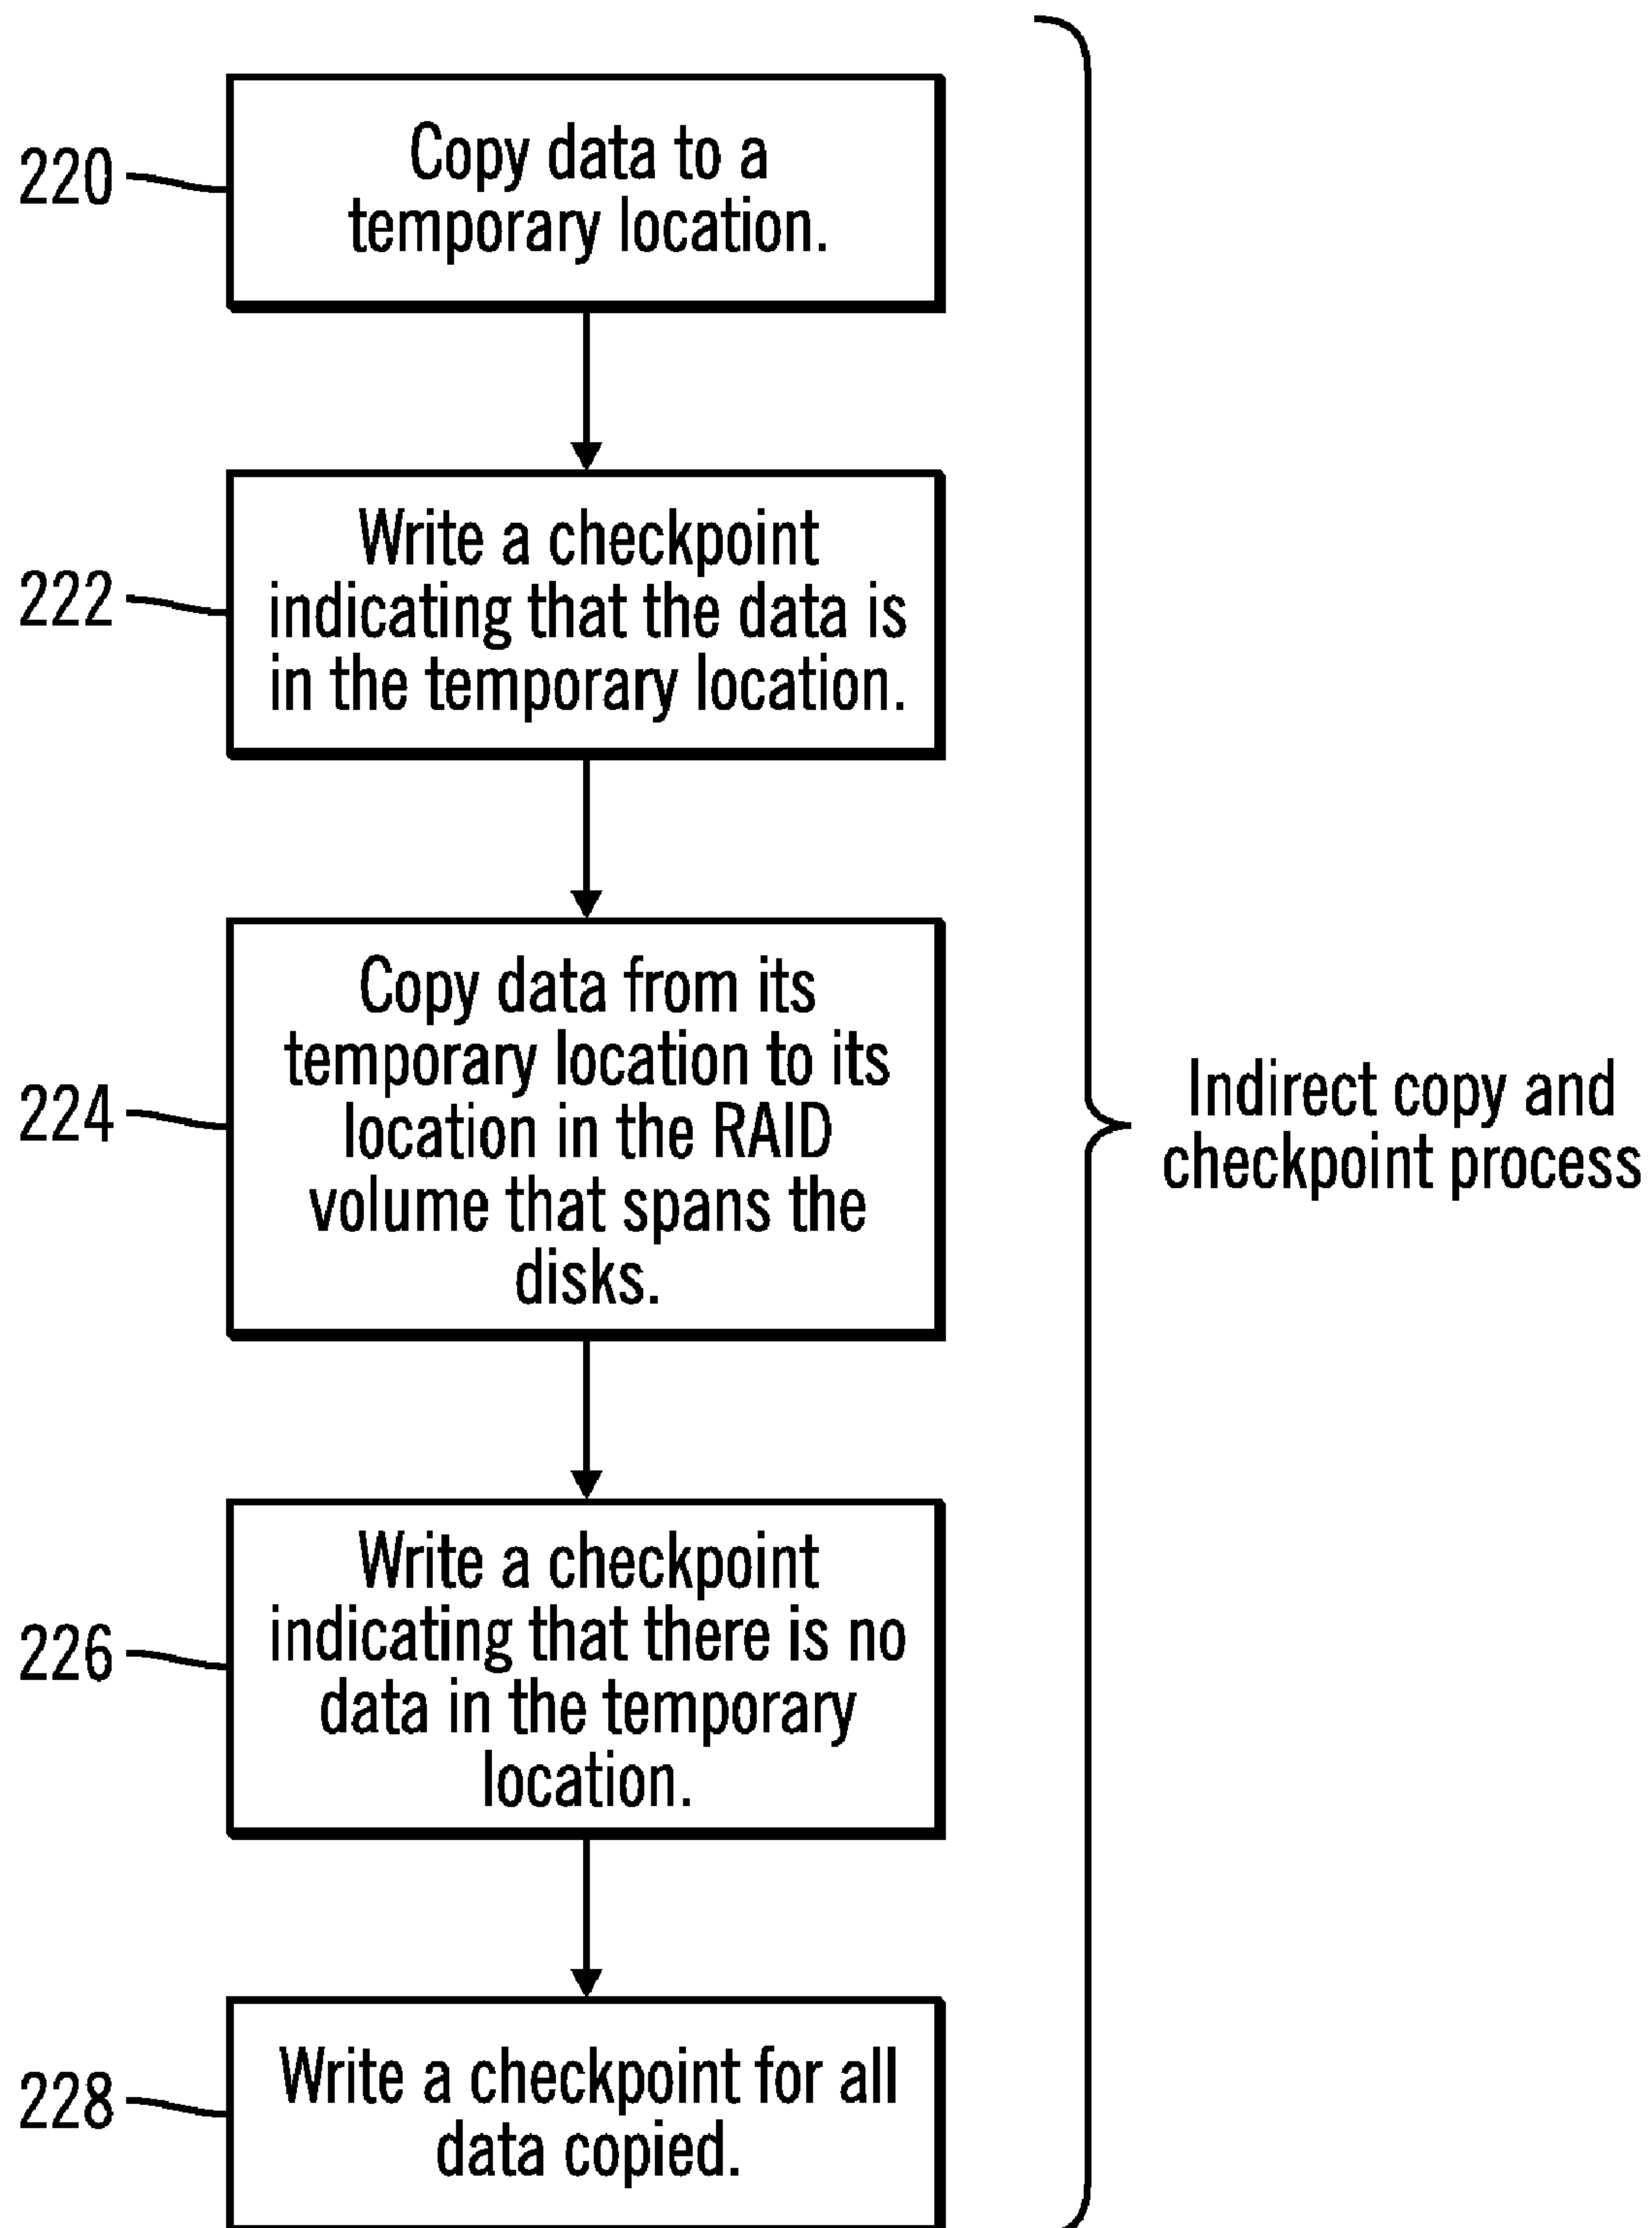 220
Copy data to a
temporary location.
222
Write a checkpoint
indicating that the data is
in the temporary location.
224
Copy data from its
temporary location to its
location in the RAID
volume that spans the
disks.
Indirect copy and
checkpoint process
226
Write a checkpoint
indicating that there is no
data in the temporary
location.
228
Write a checkpoint for all
data copied.